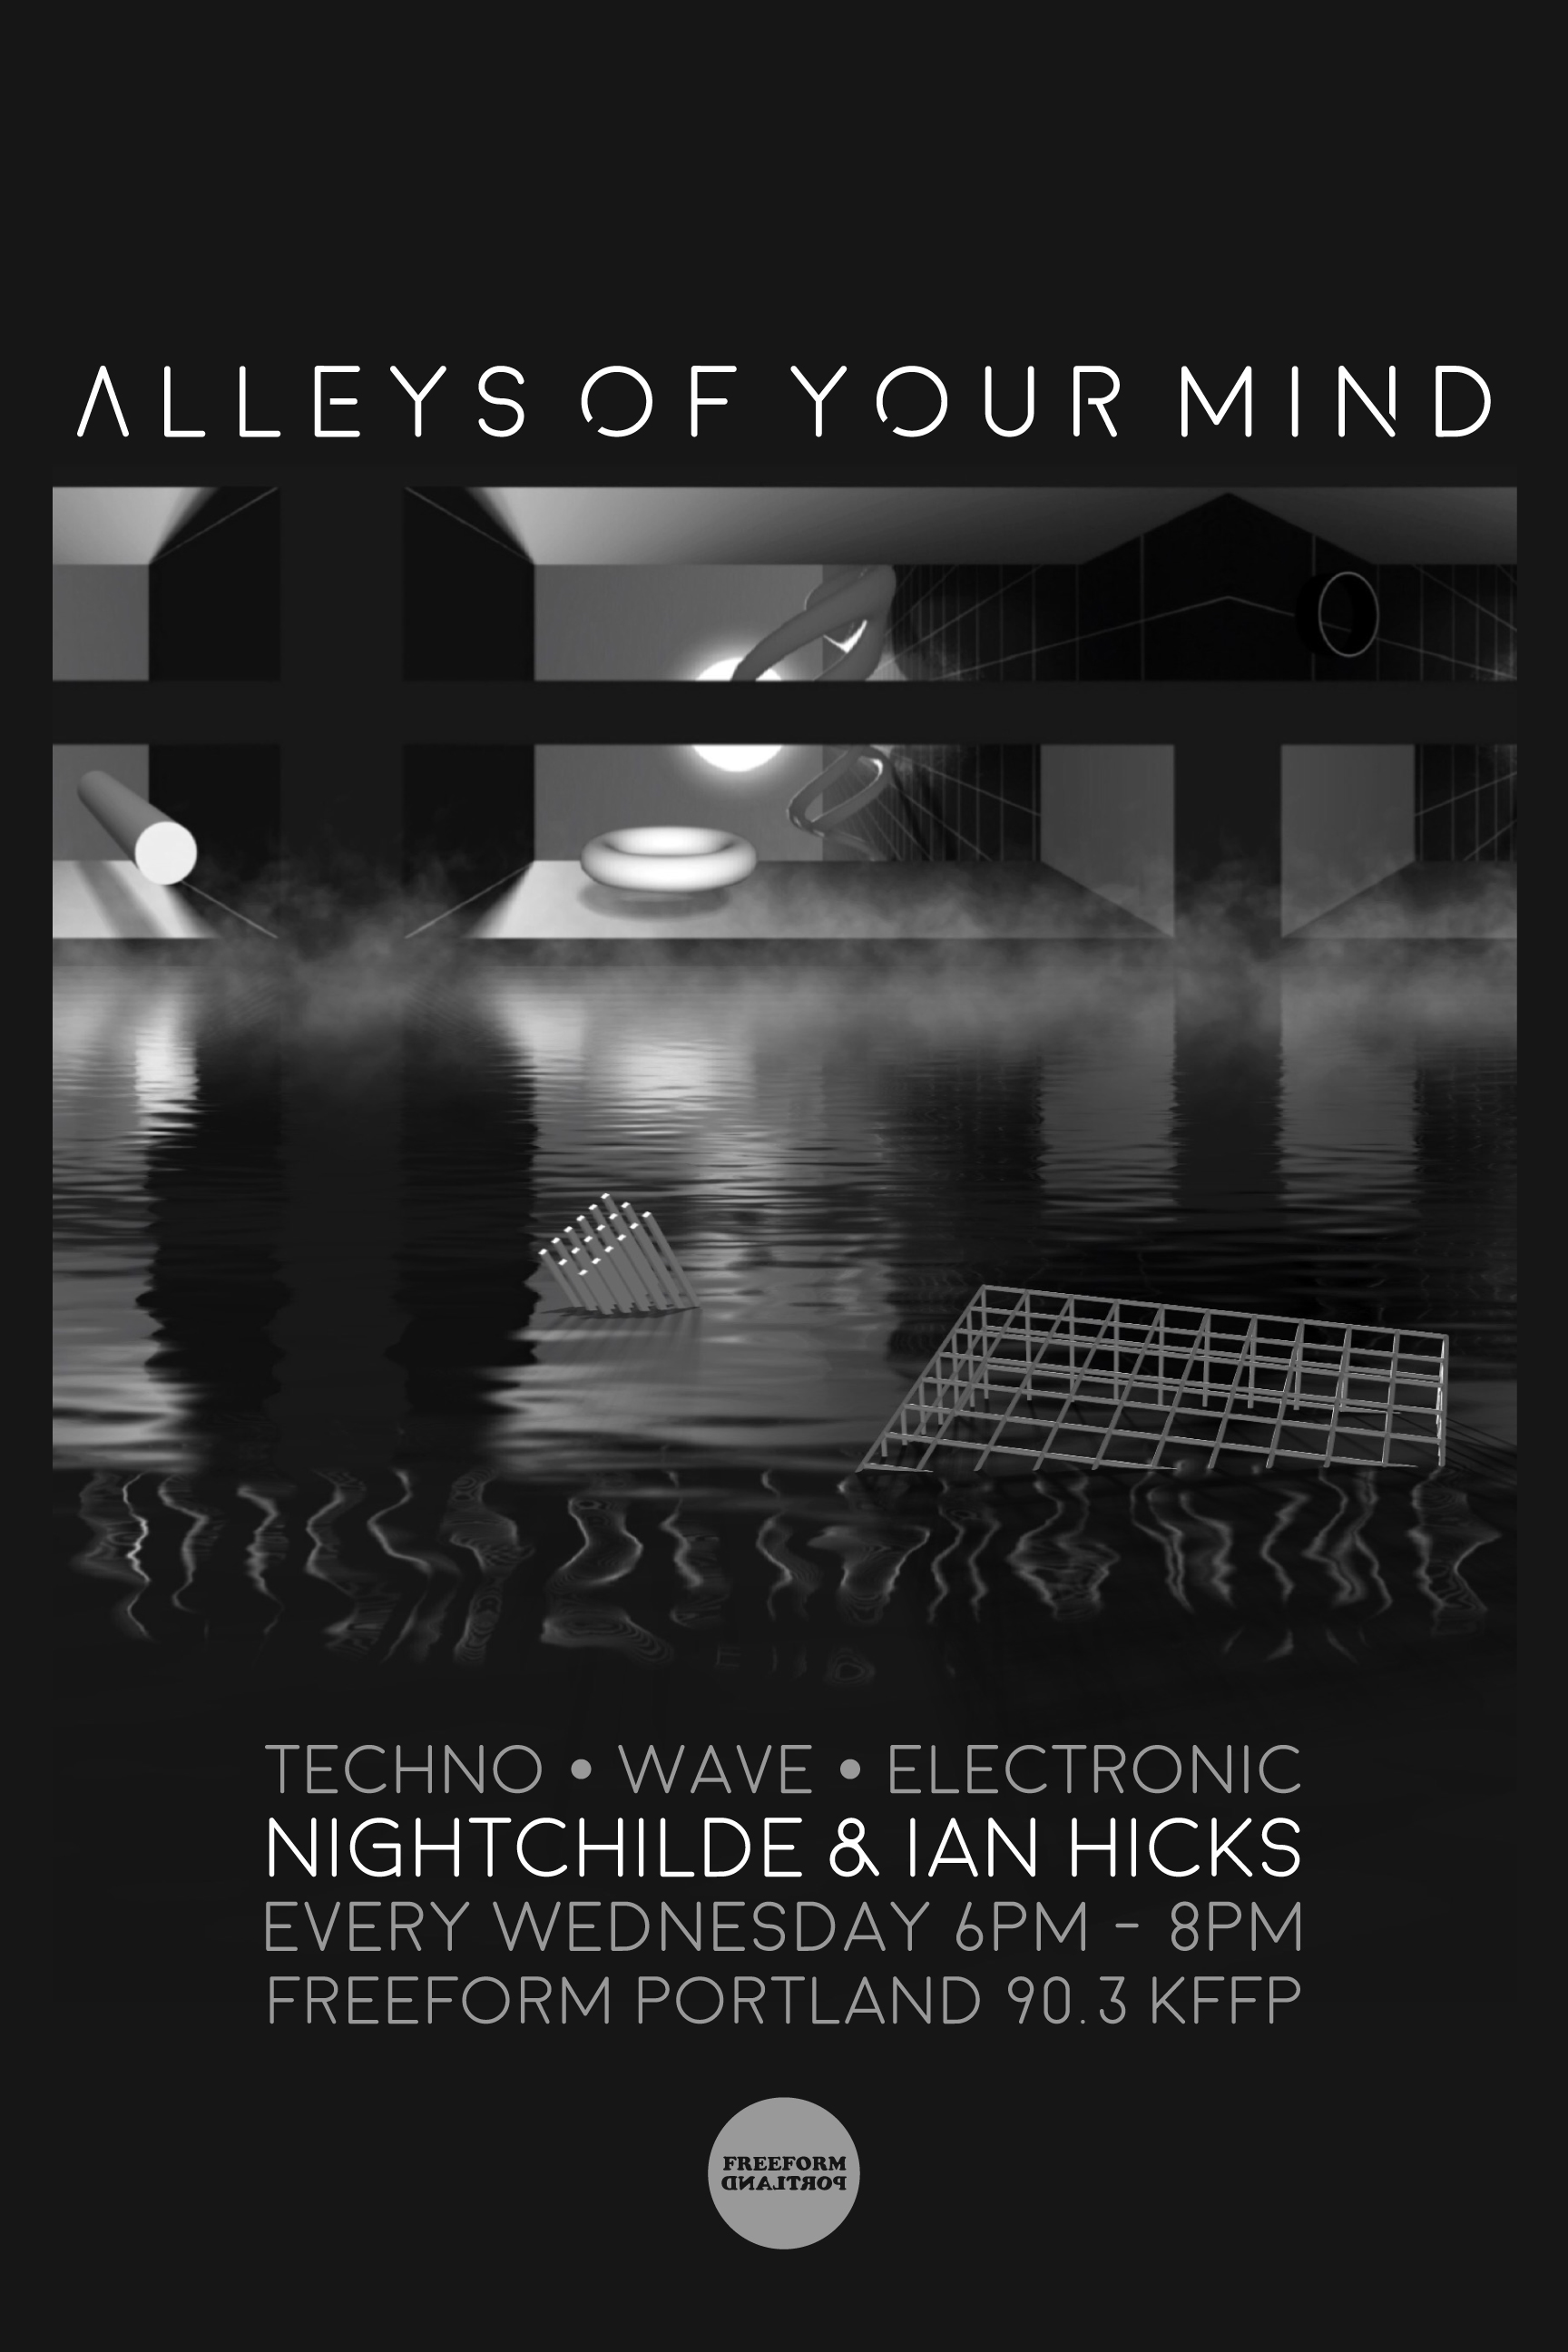 ALLEYS OF YOUR MIND
TECHNO • WAVE • ELECTRONIC
NIGHTCHILDE & IAN HICKS
EVERY WEDNESDAY 6PM - 8PM
FREEFORM PORTLAND 90.3 KFFP
FREEFORM
PORTLAND